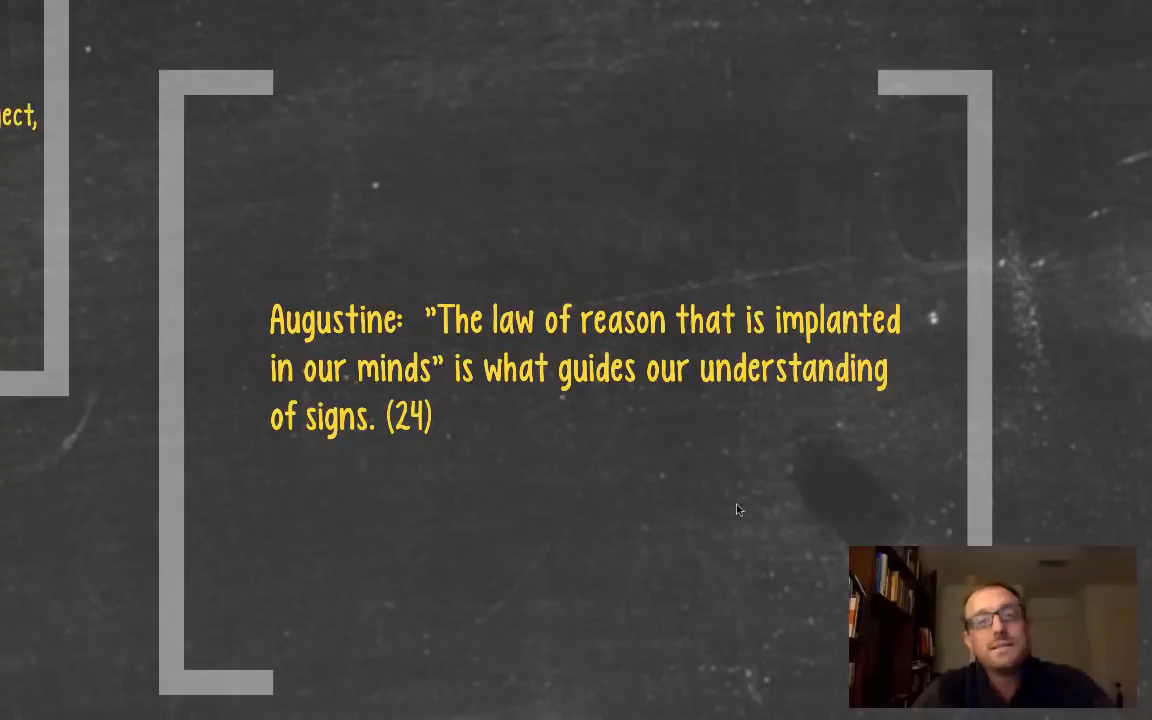 ject,
Augustine:  "The law of reason that is implanted
in our minds" is what guides our understanding
of signs. (24)